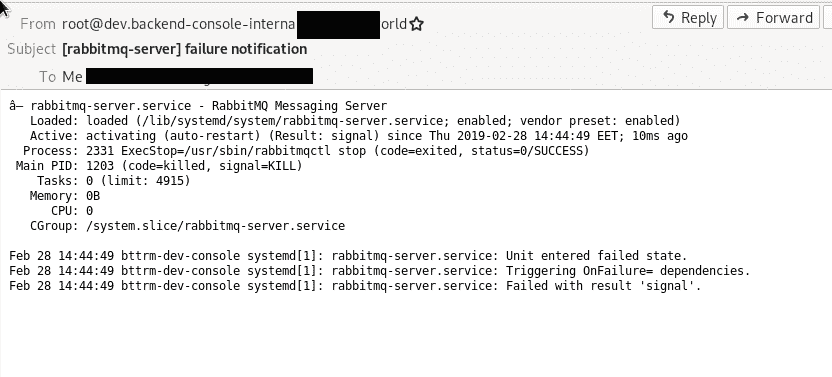 From root@dev.backend-console-interna orld
Reply
Forward
Subject [rabbitmq-server] failure notification
To Me
â— rabbitmq-server.service - RabbitMQ Messaging Server
Loaded: loaded (/lib/systemd/system/rabbitmq-server.service; enabled; vendor preset: enabled)
Active: activating (auto-restart) (Result: signal) since Thu 2019-02-28 14:44:49 EET; 10ms ago
Process: 2331 ExecStop=/usr/sbin/rabbitmqctl stop (code=exited, status=0/SUCCESS)
Main PID: 1203 (code=killed, signal=KILL)
Tasks: 0 (limit: 4915)
Memory: 0B
CPU: 0
CGroup: /system.slice/rabbitmq-server.service
Feb 28 14:44:49 bttrm-dev-console systemd[1]: rabbitmq-server.service: Unit entered failed state.
Feb 28 14:44:49 bttrm-dev-console systemd[1]: rabbitmq-server.service: Triggering OnFailure= dependencies.
Feb 28 14:44:49 bttrm-dev-console systemd[1]: rabbitmq-server.service: Failed with result 'signal'.